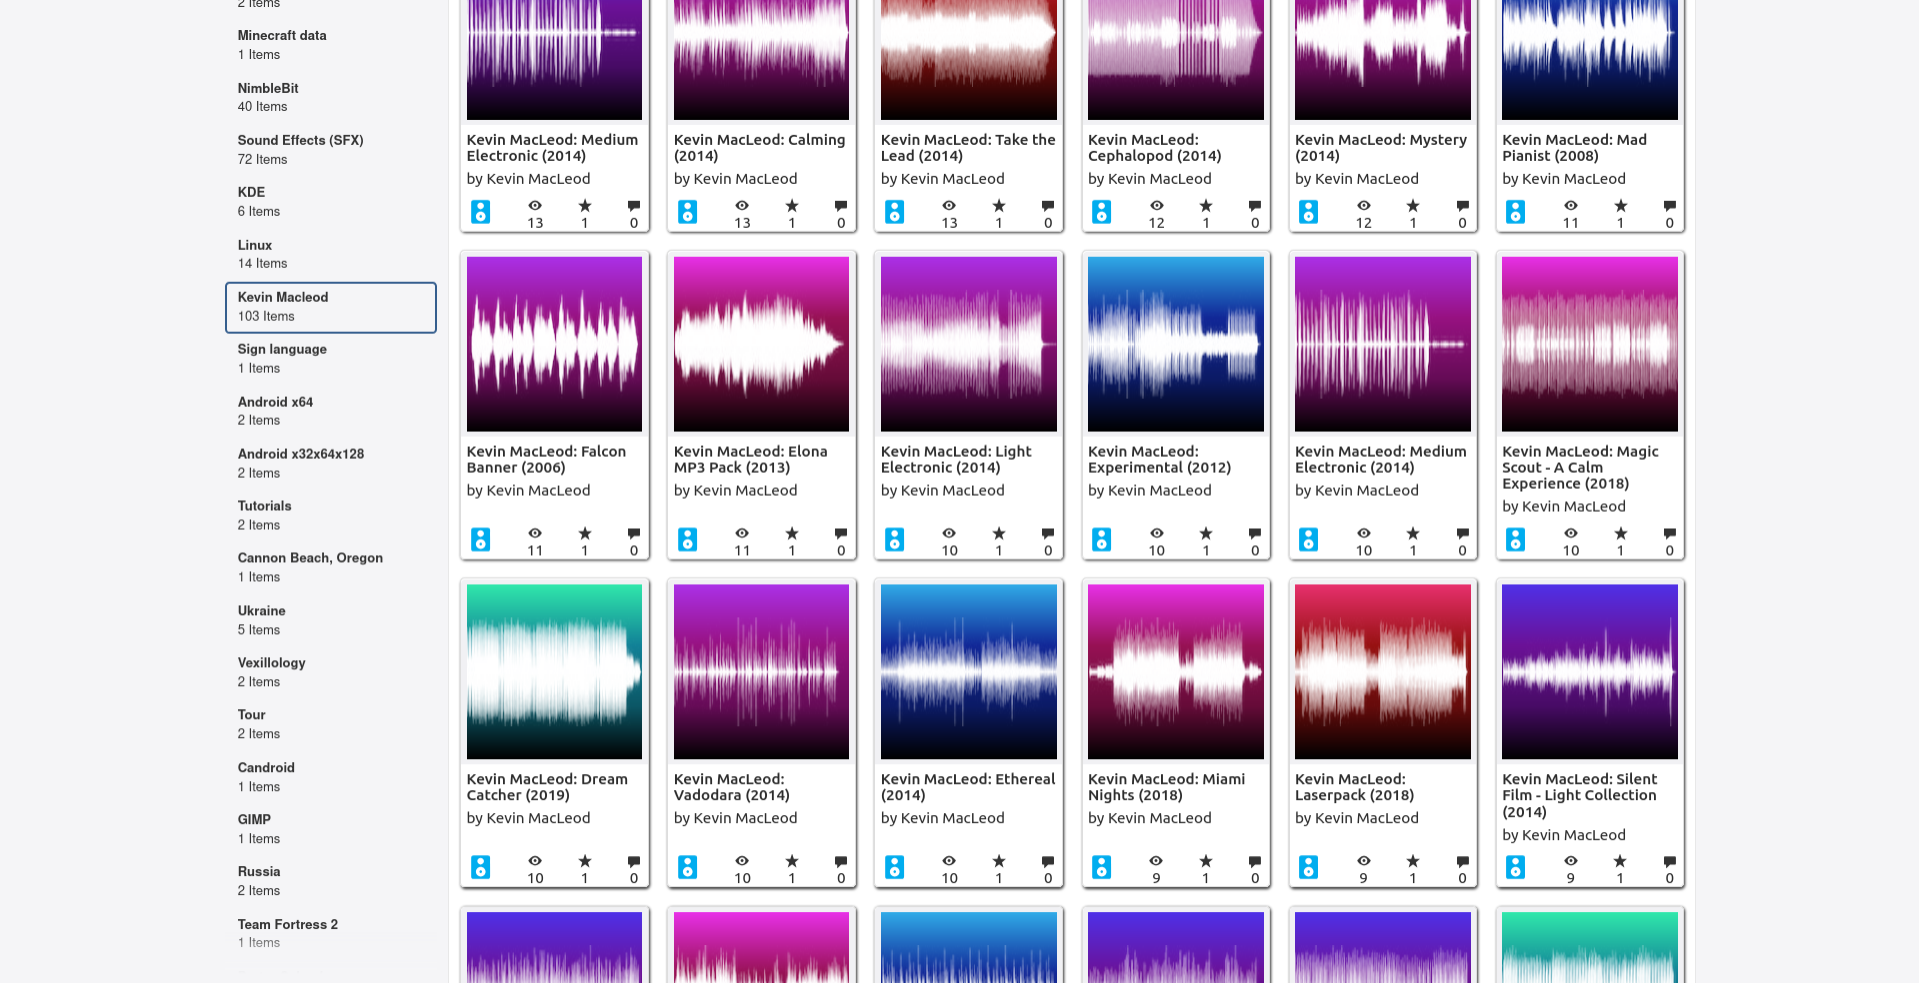 2 Items
Minecraft data
1 Items
NimbleBit
40 Items
Sound Effects (SFX)
72 Items
KDE
6 Items
Linux
14 Items
Kevin Macleod
103 Items
Sign language
1 Items
Android x64
2 Items
Android x32x64x128
2 Items
Tutorials
2 Items
Cannon Beach, Oregon
1 Items
Ukraine
5 Items
Vexillology
2 Items
Tour
2 Items
Candroid
1 Items
GIMP
1 Items
Russia
2 Items
Team Fortress 2
1 Items
Kevin MacLeod: Medium
Electronic (2014)
by Kevin MacLeod
13 1 0
Kevin MacLeod: Calming
(2014)
by Kevin MacLeod
13 1 0
Kevin MacLeod: Take the
Lead (2014)
by Kevin MacLeod
13 1 0
Kevin MacLeod:
Cephalopod (2014)
by Kevin MacLeod
12 1 0
Kevin MacLeod: Mystery
(2014)
by Kevin MacLeod
12 1 0
Kevin MacLeod: Mad
Pianist (2008)
by Kevin MacLeod
11 1 0
Kevin MacLeod: Falcon
Banner (2006)
by Kevin MacLeod
11 1 0
Kevin MacLeod: Elona
MP3 Pack (2013)
by Kevin MacLeod
11 1 0
Kevin MacLeod: Light
Electronic (2014)
by Kevin MacLeod
10 1 0
Kevin MacLeod:
Experimental (2012)
by Kevin MacLeod
10 1 0
Kevin MacLeod: Medium
Electronic (2014)
by Kevin MacLeod
10 1 0
Kevin MacLeod: Magic
Scout - A Calm
Experience (2018)
by Kevin MacLeod
10 1 0
Kevin MacLeod: Dream
Catcher (2019)
by Kevin MacLeod
10 1 0
Kevin MacLeod:
Vadodara (2014)
by Kevin MacLeod
10 1 0
Kevin MacLeod: Ethereal
(2014)
by Kevin MacLeod
10 1 0
Kevin MacLeod: Miami
Nights (2018)
by Kevin MacLeod
9 1 0
Kevin MacLeod:
Laserpack (2018)
by Kevin MacLeod
9 1 0
Kevin MacLeod: Silent
Film - Light Collection
(2014)
by Kevin MacLeod
9 1 0